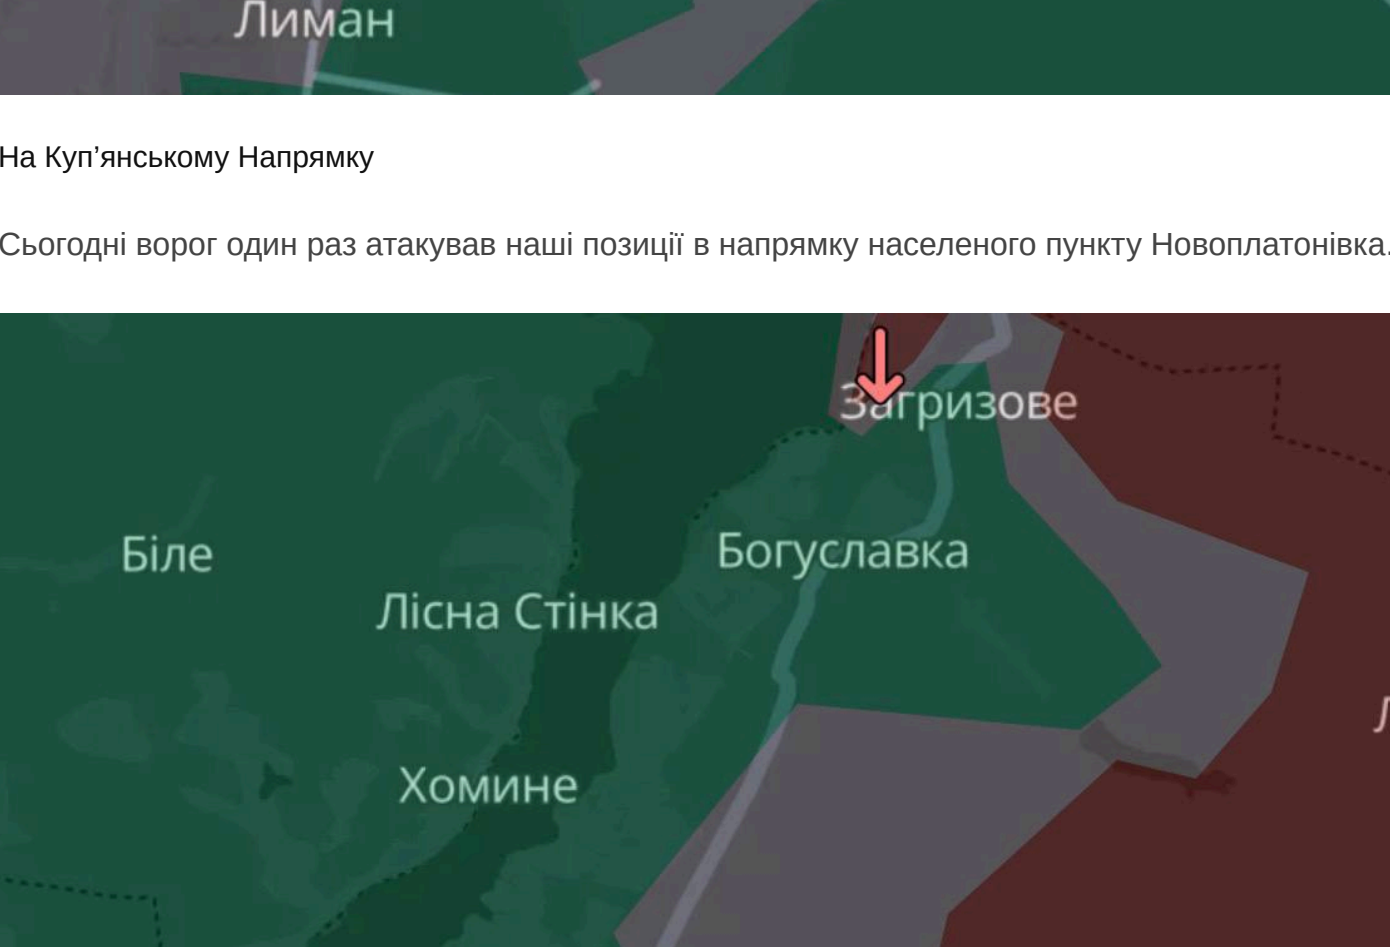 Лиман
На Куп’янському Напрямку
Сьогодні ворог один раз атакував наші позиції в напрямку населеного пункту Новоплатонівка.
Загризове
Богуславка
Біле
Лісна Стінка
Хомине